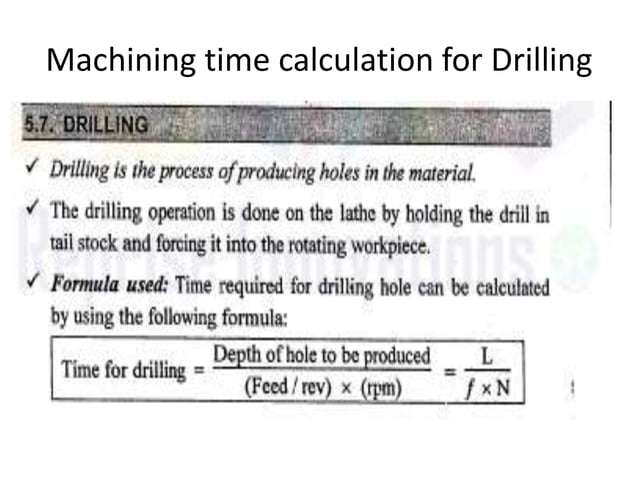 Machining time calculation for Drilling
5.7. DRILLING
✓ Drilling is the process of producing holes in the material.
✓ The drilling operation is done on the lathe by holding the drill in
tail stock and forcing it into the rotating workpiece.
✓ Formula used: Time required for drilling hole can be calculated
by using the following formula:
Time for drilling = Depth of hole to be produced / (Feed / rev) × (rpm) = L / f × N